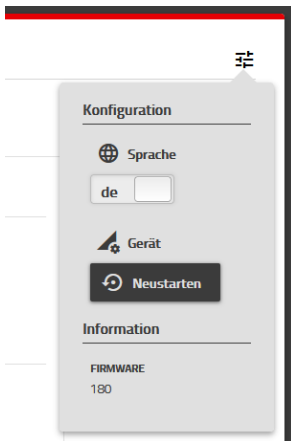 Konfiguration
Sprache
de
Gerät
Neustarten
Information
FIRMWARE
180